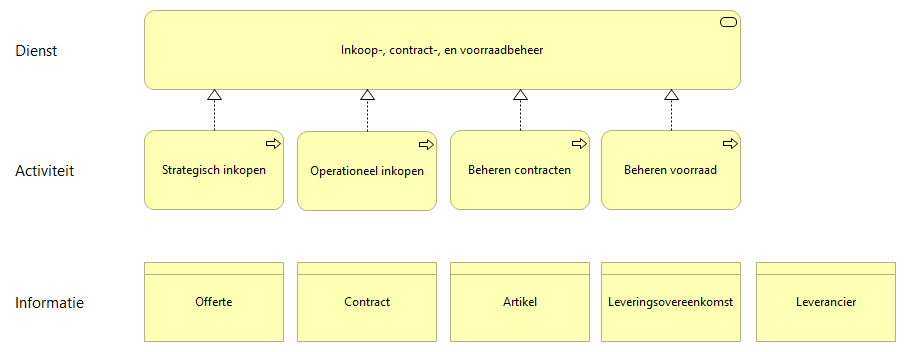 Dienst
Inkoop-, contract-, en voorraadbeheer
Activiteit
Strategisch inkopen
Operationeel inkopen
Beheren contracten
Beheren voorraad
Informatie
Offerte
Contract
Artikel
Leveringsovereenkomst
Leverancier